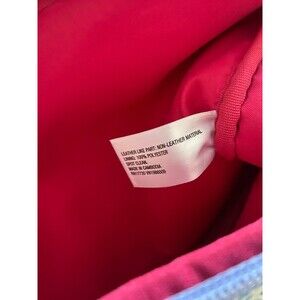 LEATHER LIKE PART: NON-LEATHER MATERIAL
LINING: 100% POLYESTER
SPOT CLEAN.
MADE IN CAMBODIA